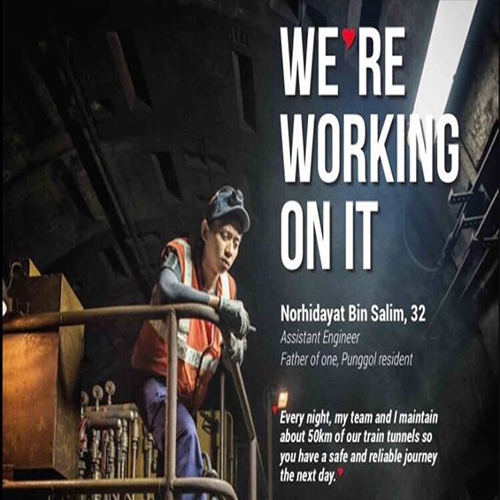 WE'RE
WORKING
ON IT
Norhidayat Bin Salim, 32
Assistant Engineer
Father of one, Punggol resident
Every night, my team and I maintain
about 50km of our train tunnels so
you have a safe and reliable journey
the next day.